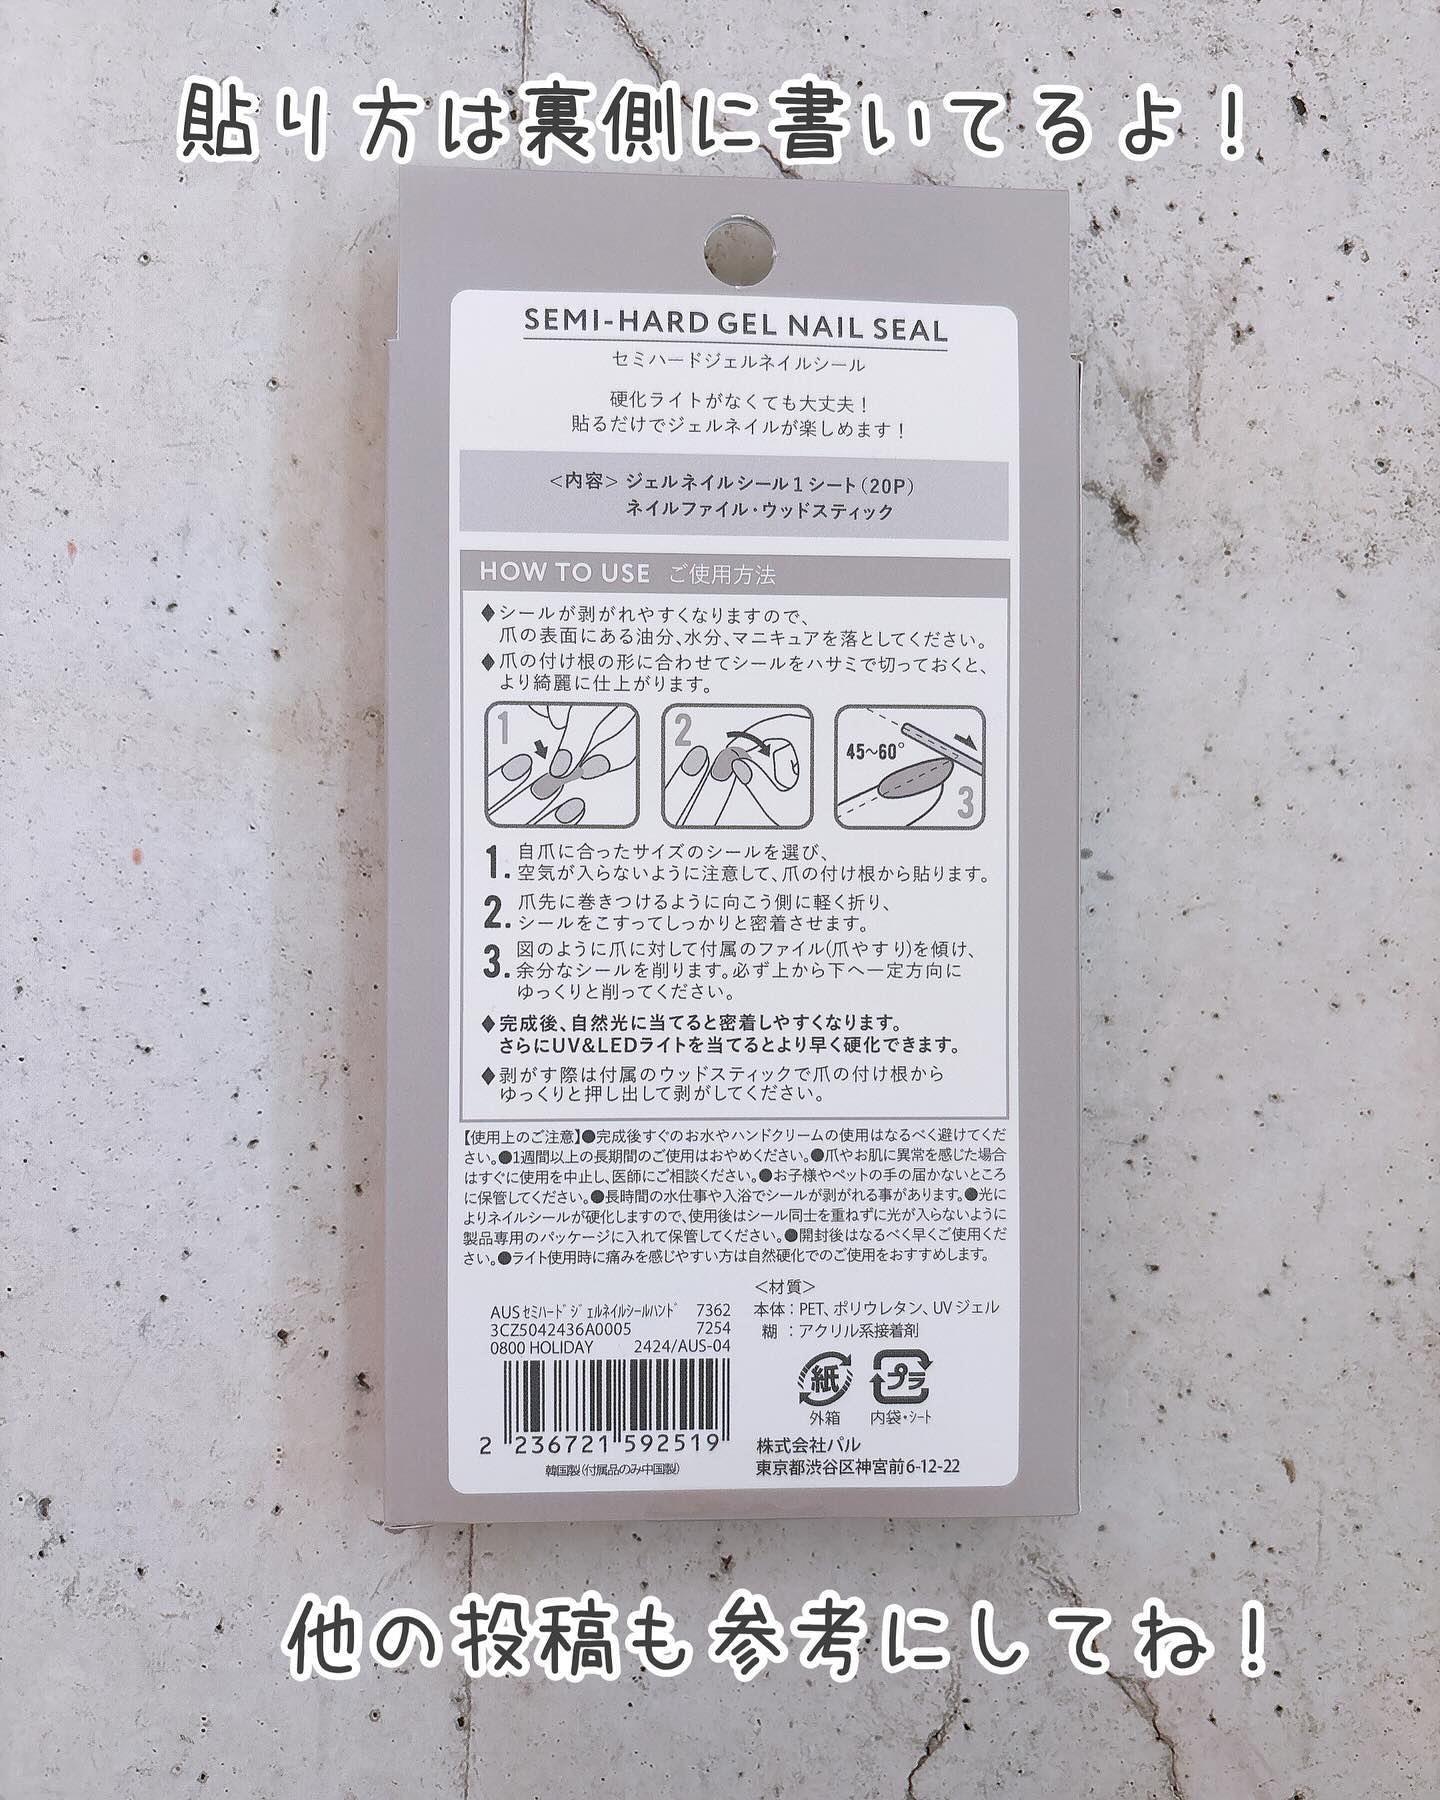 貼り方は裏側に書いてるよ！
SEMI-HARD GEL NAIL SEAL
セミハードジェルネイルシール
硬化ライトがなくても大丈夫！
貼るだけでジェルネイルが楽しめます！
<内容> ジェルネイルシール1シート(20P)
ネイルファイル・ウッドスティック
HOW TO USE ご使用方法
♦シールが剥がれやすくなりますので、
爪の表面にある油分、水分、マニキュアを落としてください。
♦爪の付け根の形に合わせてシールをハサミで切っておくと、
より綺麗に仕上がります。
1 2 45~60° 3
1. 自爪に合ったサイズのシールを選び、
空気が入らないように注意して、爪の付け根から貼ります。
2. 爪先に巻きつけるように向こう側に軽く折り、
シールをこすってしっかりと密着させます。
3. 図のように爪に対して付属のファイル(爪やすり)を傾け、
余分なシールを削ります。必ず上から下へ一定方向に
ゆっくりと削ってください。
♦完成後、自然光に当てると密着しやすくなります。
さらにUV&LEDライトを当てるとより早く硬化できます。
♦剥がす際は付属のウッドスティックで爪の付け根から
ゆっくりと押し出して剥がしてください。
【使用上のご注意】●完成後すぐのお水やハンドクリームの使用はなるべく避けてくだ
さい。●1週間以上の長期間のご使用はおやめください。●爪やお肌に異常を感じた場合
はすぐに使用を中止し、医師にご相談ください。●お子様やペットの手の届かないところ
に保管してください。●長時間の水仕事や入浴でシールが剥がれる事があります。●光に
よりネイルシールが硬化しますので、使用後はシール同士を重ねずに光が入らないように
製品専用のパッケージに入れて保管してください。●開封後はなるべく早くご使用くだ
さい。●ライト使用時に痛みを感じやすい方は自然硬化でのご使用をおすすめします。
<材質>
本体：PET、ポリウレタン、UVジェル
糊：アクリル系接着剤
AUSｾﾐﾊｰﾄﾞｼﾞｪﾙﾈｲﾙｼｰﾙﾊﾝﾄﾞ 7362
3CZ5042436A0005 7254
0800 HOLIDAY 2424/AUS-04
2 236721 592519
韓国製(付属品のみ中国製)
紙 プラ
外箱 内袋・シート
株式会社パル
東京都渋谷区神宮前6-12-22
他の投稿も参考にしてね！